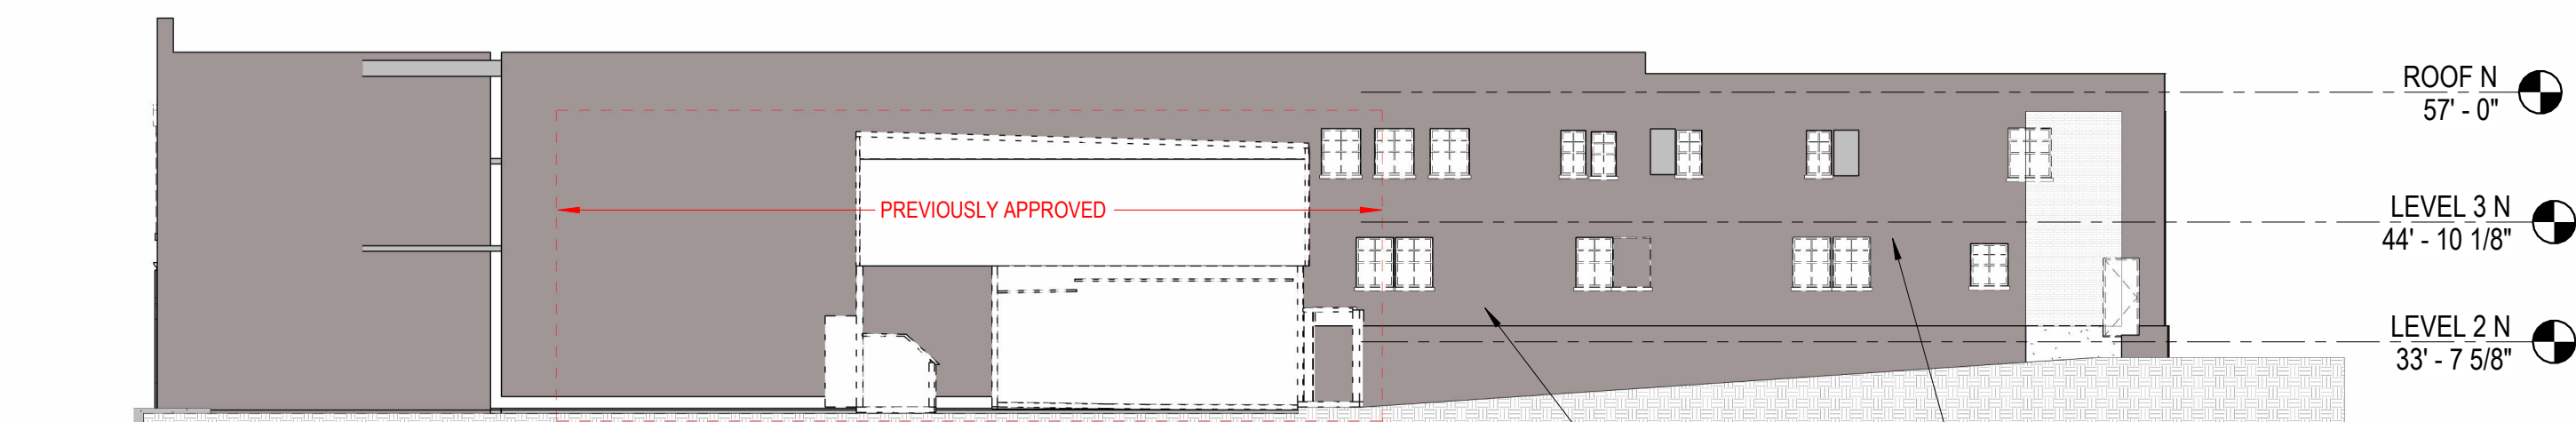 ROOF N
57' - 0"
PREVIOUSLY APPROVED
LEVEL 3 N
44' - 10 1/8"
LEVEL 2 N
33' - 7 5/8"